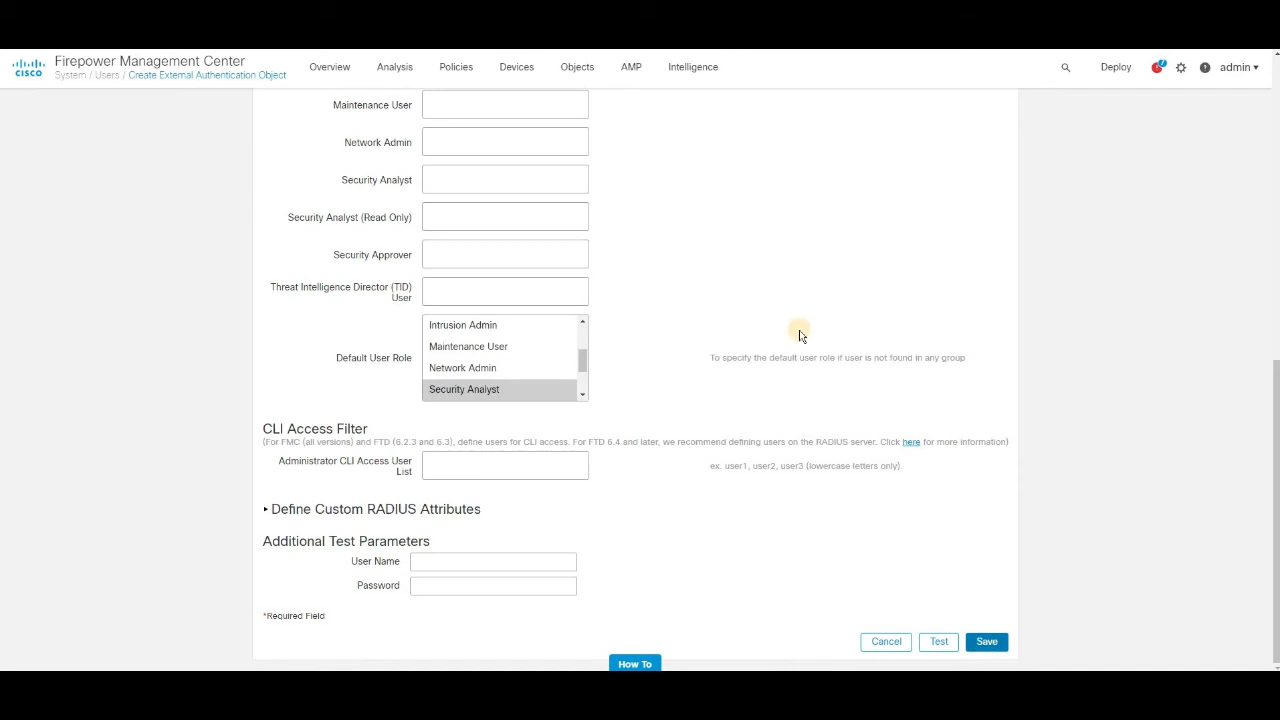 Firepower Management Center
System / Users / Create External Authentication Object
Overview
Analysis
Policies
Devices
Objects
AMP
Intelligence
Deploy
7
admin
CISCO
Maintenance User
Network Admin
Security Analyst
Security Analyst (Read Only)
Security Approver
Threat Intelligence Director (TID)
User
Default User Role
Intrusion Admin
Maintenance User
Network Admin
Security Analyst
To specify the default user role if user is not found in any group
CLI Access Filter
(For FMC (all versions) and FTD (6.2.3 and 6.3), define users for CLI access. For FTD 6.4 and later, we recommend defining users on the RADIUS server. Click here for more information)
Administrator CLI Access User
List
ex. user1, user2, user3 (lowercase letters only).
Define Custom RADIUS Attributes
Additional Test Parameters
User Name
Password
*Required Field
Cancel
Test
Save
How To